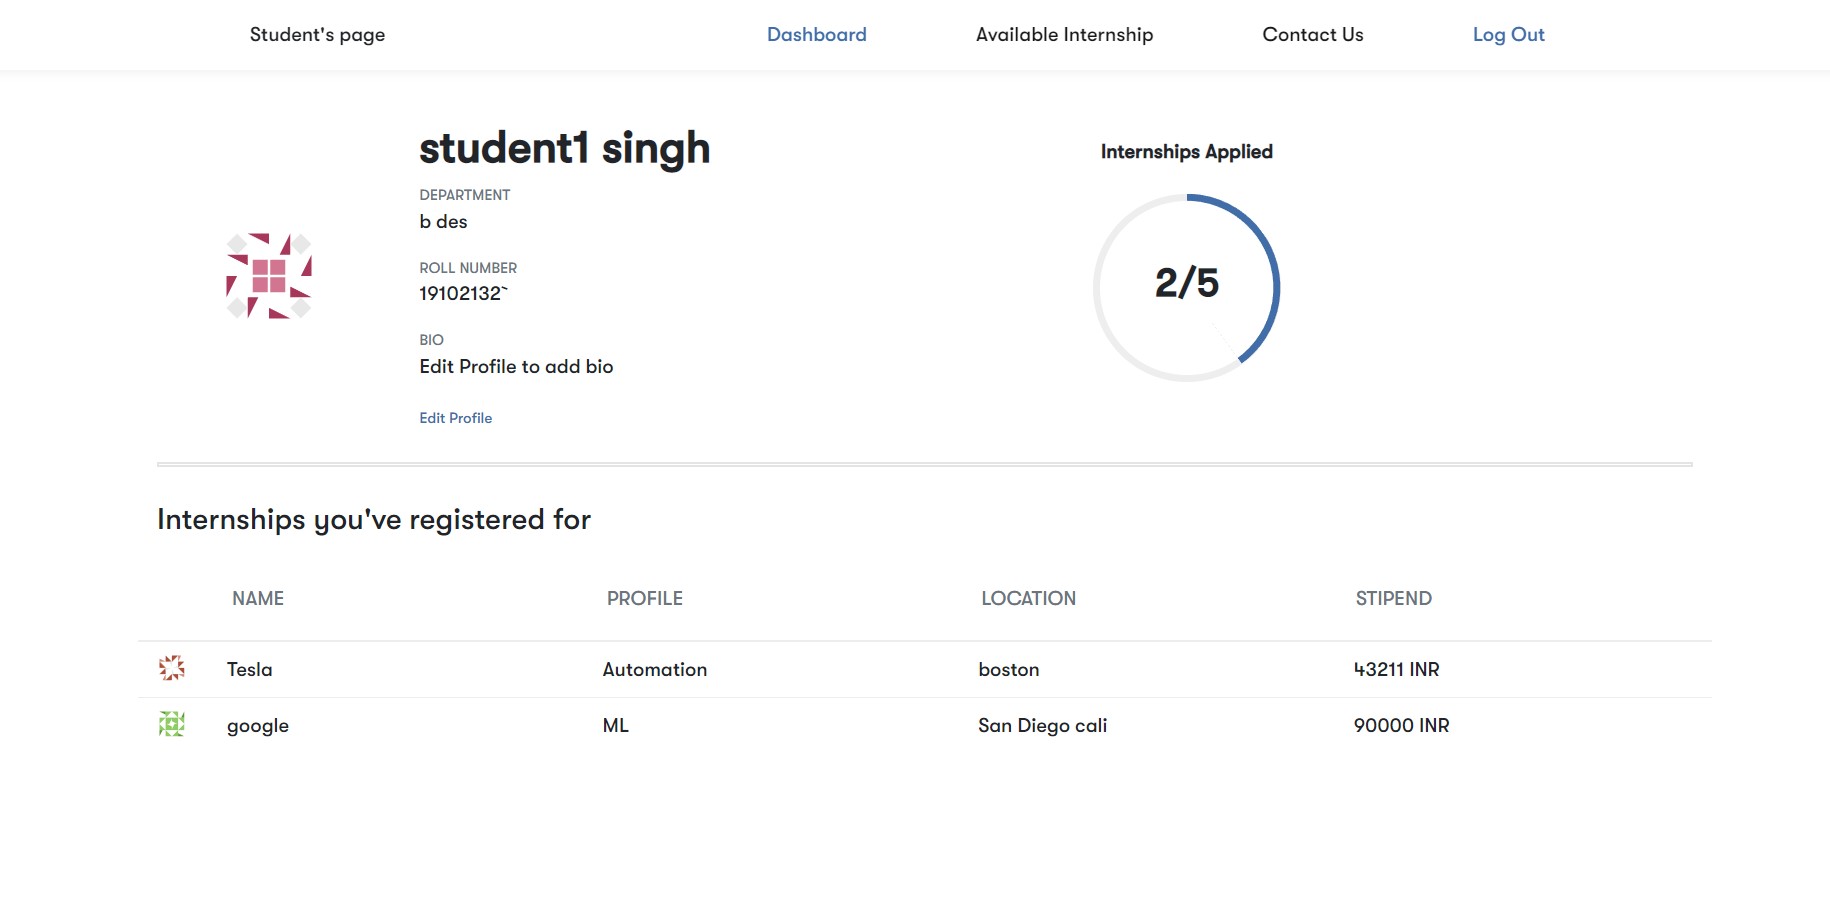 Student's page Dashboard Available Internship Contact Us Log Out
student1 singh
DEPARTMENT
b des
ROLL NUMBER
19102132`
BIO
Edit Profile to add bio
Edit Profile
Internships Applied
2/5
Internships you've registered for
NAME PROFILE LOCATION STIPEND
Tesla Automation boston 43211 INR
google ML San Diego cali 90000 INR